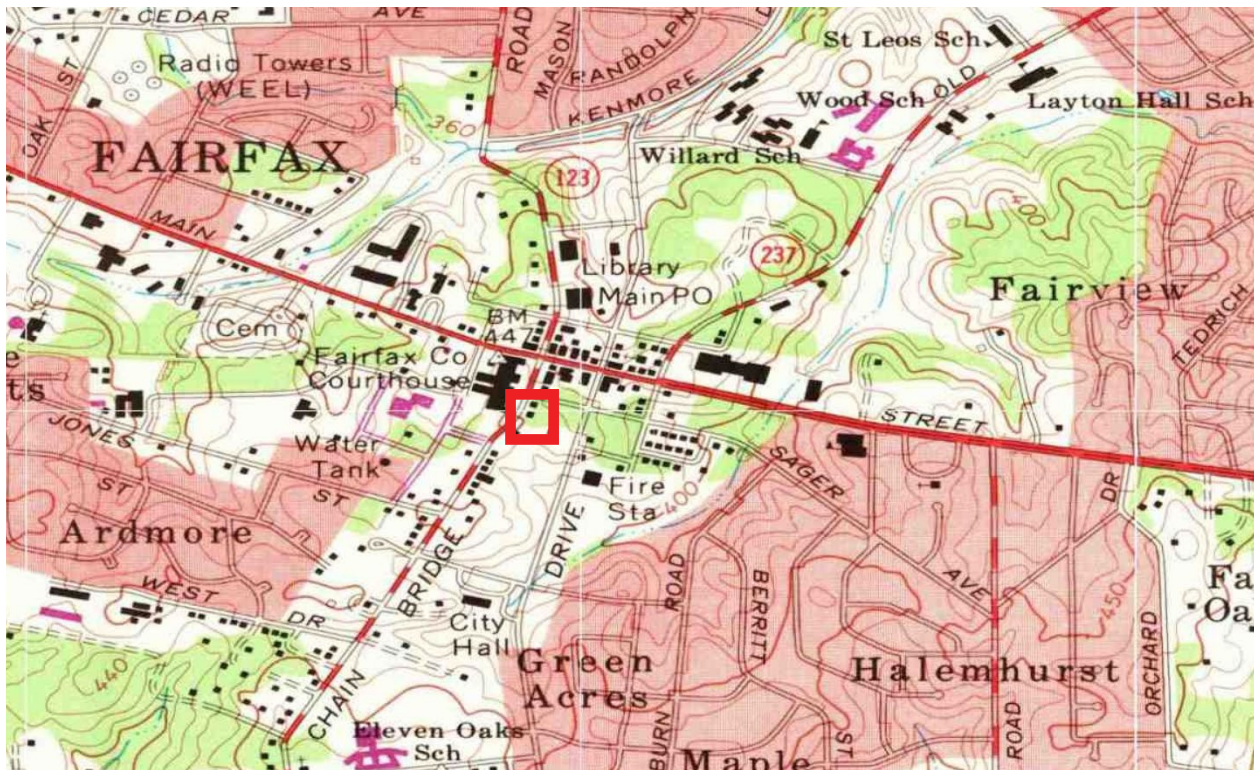 CEDAR AVE
OAK ST
Radio Towers
(WEEL)
ROAD
MASON
RANDOLPH
KENMORE
St Leos Sch
Wood Sch
OLD
Layton Hall Sch
FAIRFAX
360
Willard Sch
123
MAIN
400
237
Library
Main PO
Fairview
TEDRICH
Cem
BM
447
Fairfax Co
Courthouse
STREET
JONES
ST
Water
Tank
ST
SAGER
AVE
Fire
Sta
400
DR
Ardmore
BRIDGE
DRIVE
ROAD
BERRITT
ST
450
ORCHARD
WEST
DR
City
Hall
Green
Acres
Halemhurst
440
CHAIN
Eleven Oaks
Sch
BURN
ROAD
Maple